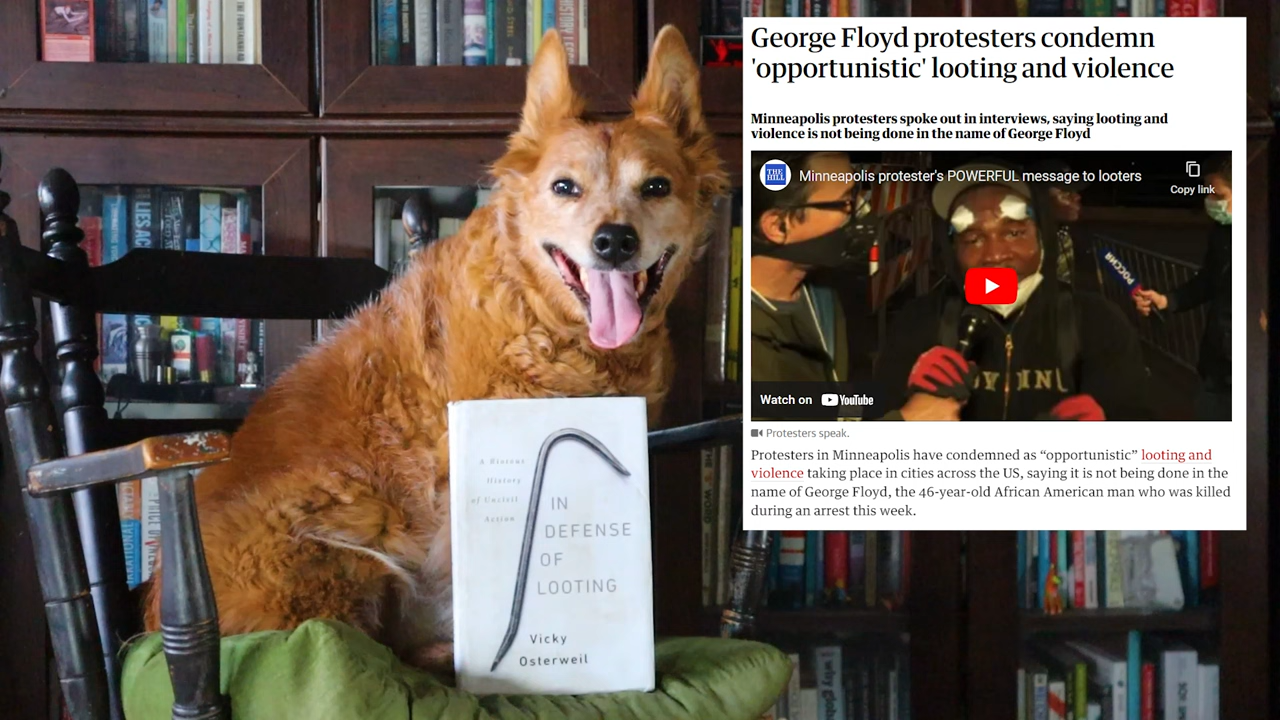 George Floyd protesters condemn
'opportunistic' looting and violence
Minneapolis protesters spoke out in interviews, saying looting and
violence is not being done in the name of George Floyd
THE HILL
Minneapolis protester's POWERFUL message to looters
Copy link
РОССИЯ
Watch on YouTube
Protesters speak.
Protesters in Minneapolis have condemned as “opportunistic” looting and
violence taking place in cities across the US, saying it is not being done in the
name of George Floyd, the 46-year-old African American man who was killed
during an arrest this week.
A Riotous
History
of Uncivil
Action
IN
DEFENSE
OF
LOOTING
Vicky
Osterweil